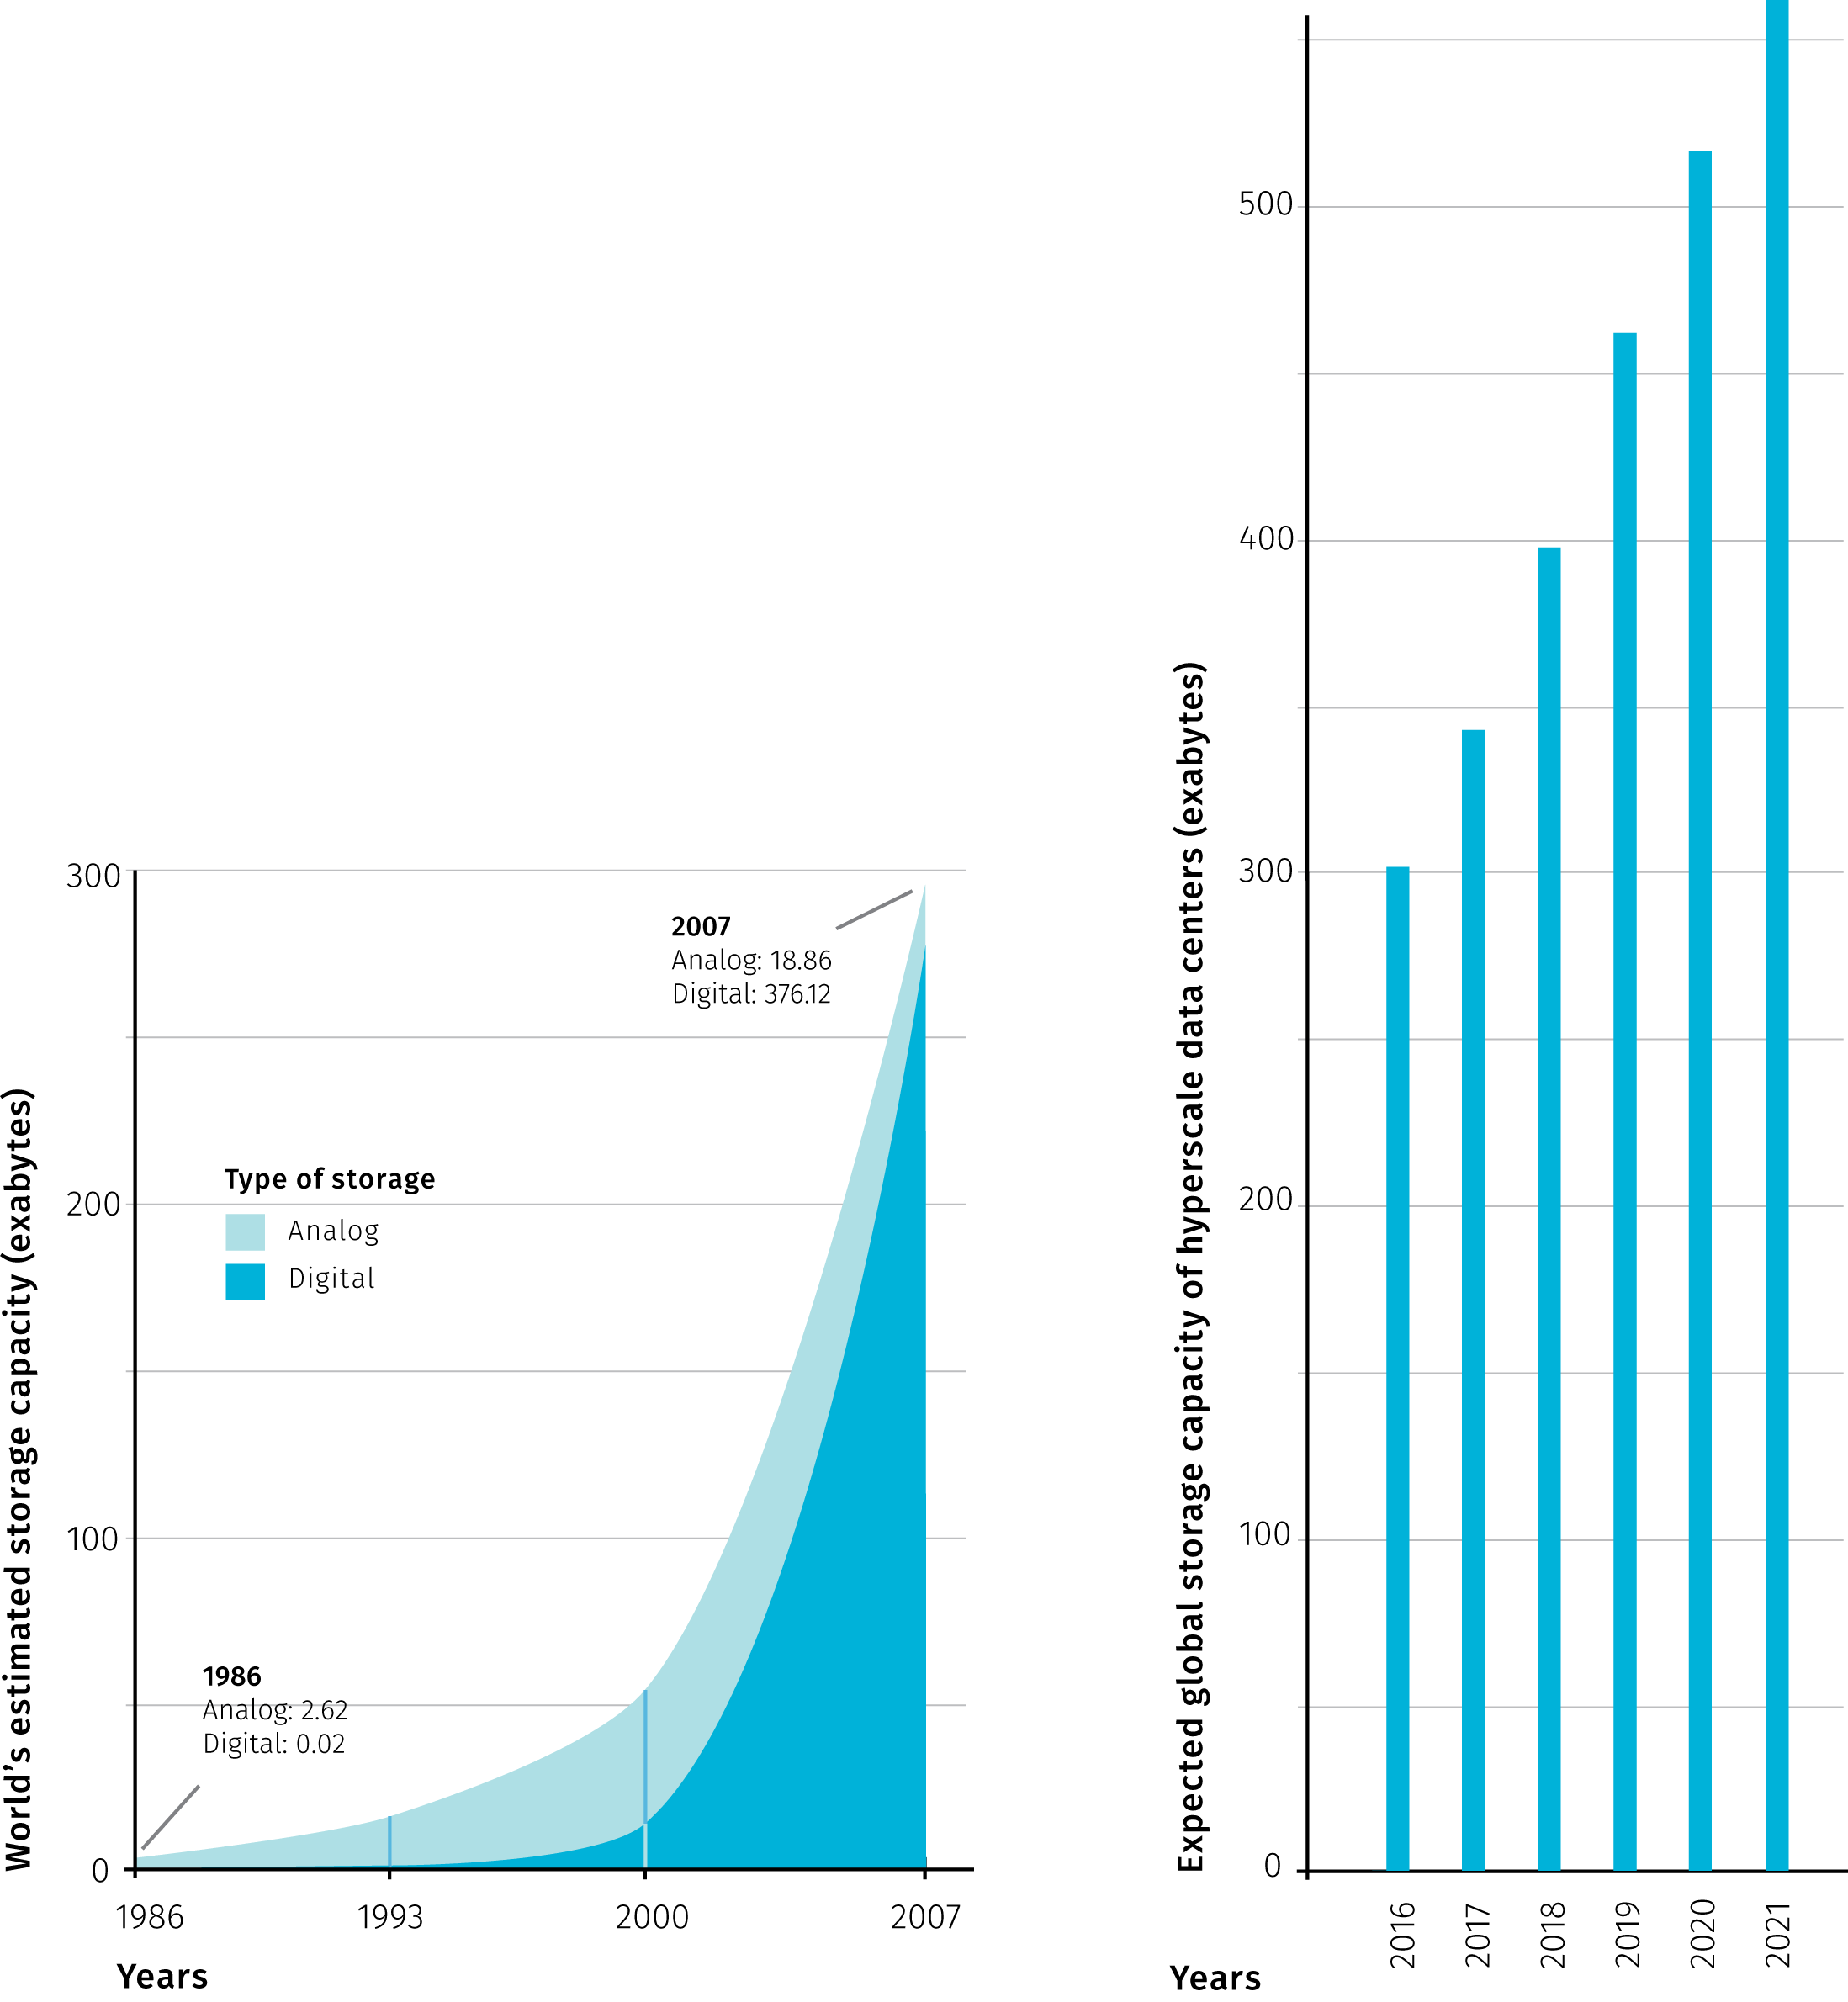 World's estimated storage capacity (exabytes)
300
200
100
0
2007
Analog: 18.86
Digital: 376.12
Type of storage
Analog
Digital
1986
Analog: 2.62
Digital: 0.02
1986
1993
2000
2007
Years
Expected global storage capacity of hyperscale data centers (exabytes)
500
400
300
200
100
0
2016
2017
2018
2019
2020
2021
Years